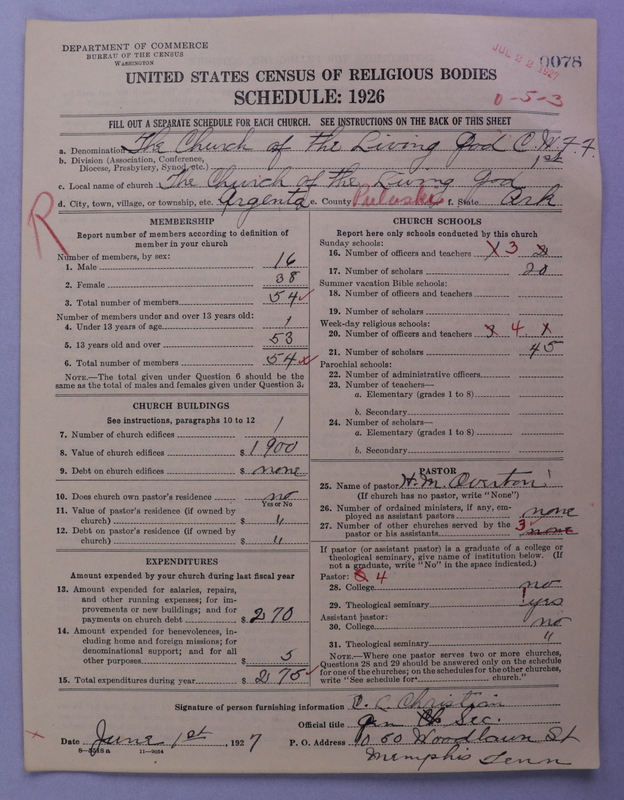 DEPARTMENT OF COMMERCE
BUREAU OF THE CENSUS
WASHINGTON
JUL 22 1927
0078
UNITED STATES CENSUS OF RELIGIOUS BODIES
SCHEDULE: 1926
0-5-3
FILL OUT A SEPARATE SCHEDULE FOR EACH CHURCH. SEE INSTRUCTIONS ON THE BACK OF THIS SHEET
a. Denomination The Church of The Living God C. W. F. F.
b. Division (Association, Conference, Diocese, Presbytery, Synod, etc.) 1st
c. Local name of church The Church of the Living God
d. City, town, village, or township, etc. Argenta e. County Pulaski f. State Ark
R
MEMBERSHIP
Report number of members according to definition of
member in your church
Number of members, by sex:
1. Male 16
2. Female 38
3. Total number of members 54
Number of members under and over 13 years old:
4. Under 13 years of age 1
5. 13 years old and over 53
6. Total number of members 54
NOTE.—The total given under Question 6 should be
the same as the total of males and females given under Question 3.
CHURCH BUILDINGS
See instructions, paragraphs 10 to 12
7. Number of church edifices 1
8. Value of church edifices $ 1900
9. Debt on church edifices $ none
10. Does church own pastor's residence no
Yes or No
11. Value of pastor's residence (if owned by
church) $ "
12. Debt on pastor's residence (if owned by
church) $ "
EXPENDITURES
Amount expended by your church during last fiscal year
13. Amount expended for salaries, repairs,
and other running expenses; for im-
provements or new buildings; and for
payments on church debt $ 270
14. Amount expended for benevolences, in-
cluding home and foreign missions; for
denominational support; and for all
other purposes $ 5
15. Total expenditures during year $ 275
CHURCH SCHOOLS
Report here only schools conducted by this church
Sunday schools:
16. Number of officers and teachers 3
17. Number of scholars 20
Summer vacation Bible schools:
18. Number of officers and teachers
19. Number of scholars
Week-day religious schools:
20. Number of officers and teachers 4
21. Number of scholars 45
Parochial schools:
22. Number of administrative officers
23. Number of teachers—
a. Elementary (grades 1 to 8)
b. Secondary
24. Number of scholars—
a. Elementary (grades 1 to 8)
b. Secondary
PASTOR
25. Name of pastor H. M. Overton
(If church has no pastor, write "None")
26. Number of ordained ministers, if any, em-
ployed as assistant pastors none
27. Number of other churches served by the 3
pastor or his assistants none
If pastor (or assistant pastor) is a graduate of a college or
theological seminary, give name of institution below. (If
not a graduate, write "No" in the space indicated.)
Pastor: 4
28. College no
29. Theological seminary yrs
Assistant pastor:
30. College no
31. Theological seminary "
NOTE.—Where one pastor serves two or more churches,
Questions 28 and 29 should be answered only on the schedule
for one of the churches; on the schedules for the other churches,
write "See schedule for church."
Signature of person furnishing information Christian
Official title Gen Sec.
Date June 1st, 1927 P. O. Address 1060 Woodlawn St
8-5518a 11-9694
Memphis Tenn